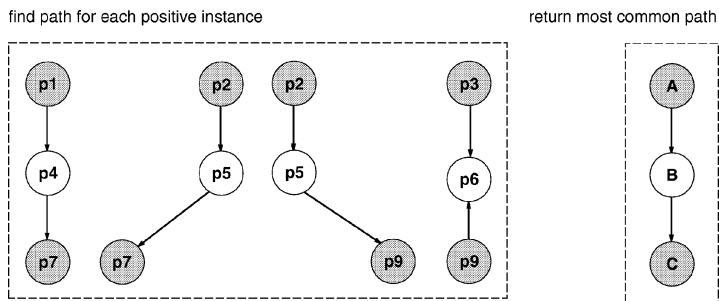 find path for each positive instance
return most common path
p1 p2 p2 p3 A
p4 p5 p5 p6 B
p7 p7 p9 p9 C